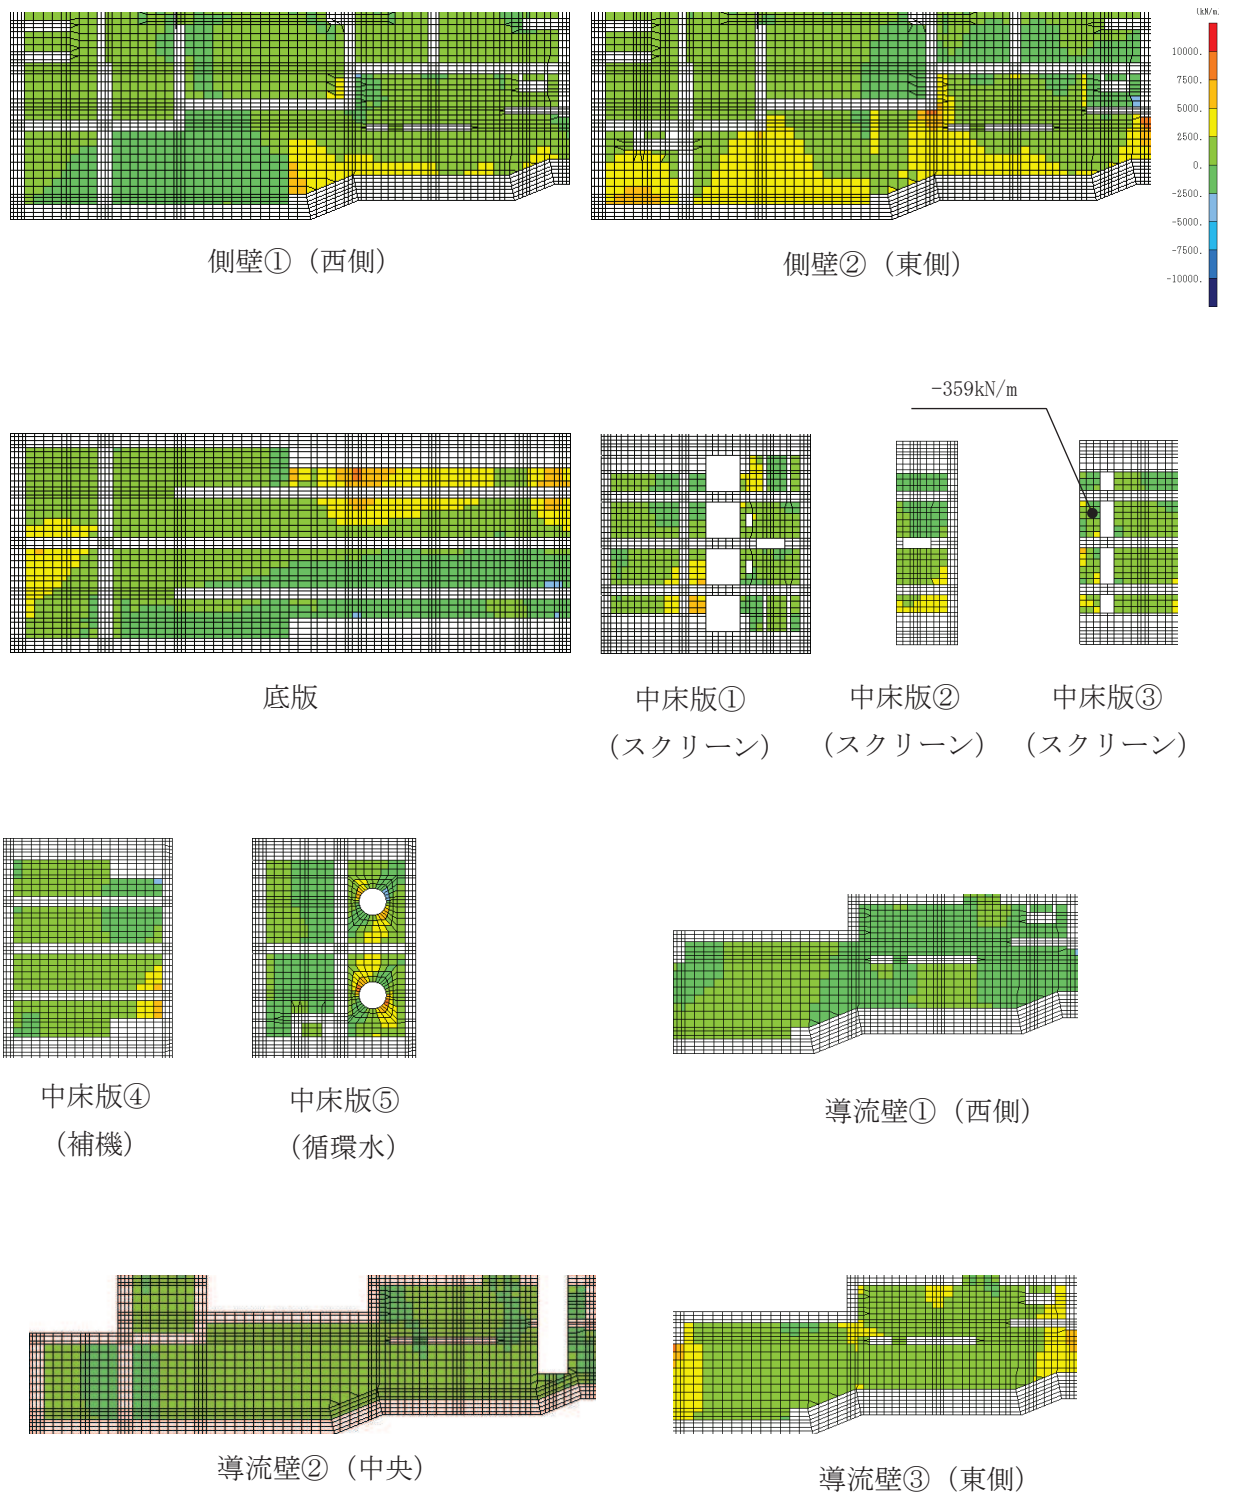 (kN/m.
10000.
7500.
5000.
2500.
0.
-2500.
-5000.
-7500.
-10000.
側壁①（西側）
側壁②（東側）
-359kN/m
底版
中床版①
（スクリーン）
中床版②
（スクリーン）
中床版③
（スクリーン）
中床版④
（補機）
中床版⑤
（循環水）
導流壁①（西側）
導流壁②（中央）
導流壁③（東側）